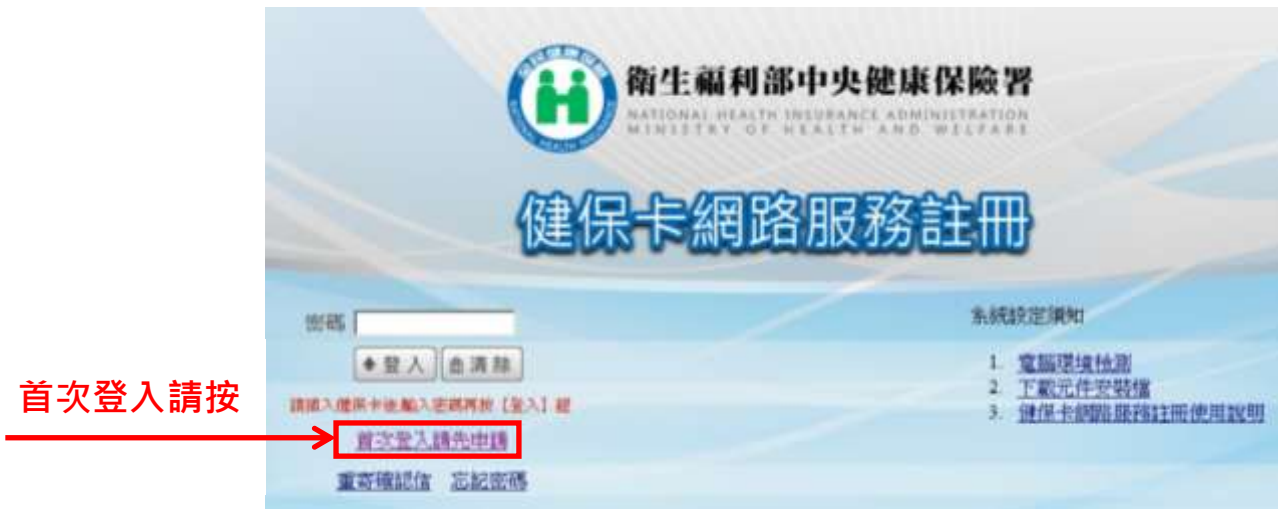 衛生福利部中央健康保險署
NATIONAL HEALTH INSURANCE ADMINISTRATION
MINISTRY OF HEALTH AND WELFARE
健保卡網路服務註冊
密碼
登入 清除
請插入健保卡後,輸入密碼再按【登入】鈕
首次登入請先申請
重寄確認信 忘記密碼
首次登入請按
系統設定須知
1. 電腦環境檢測
2. 下載元件安裝檔
3. 健保卡網路服務註冊使用說明